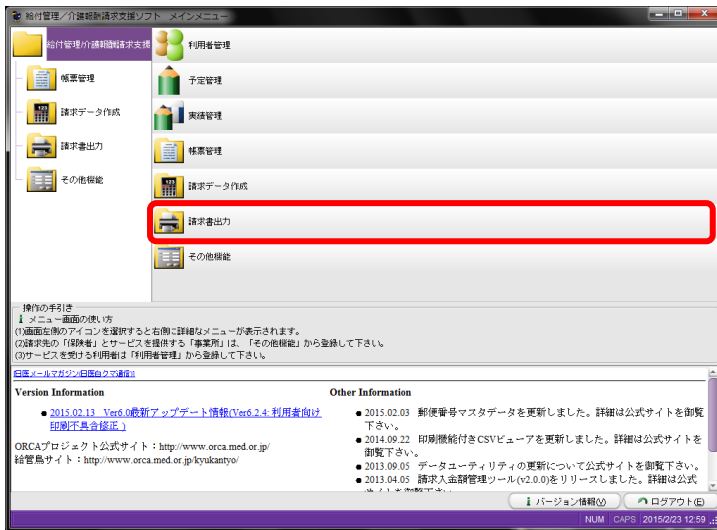 給付管理／介護報酬請求支援ソフト メインメニュー
給付管理/介護報酬請求支援
帳票管理
請求データ作成
請求書出力
その他機能
利用者管理
予定管理
実績管理
帳票管理
請求データ作成
請求書出力
その他機能
操作の手引き
メニュー画面の使い方
(1)画面左側のアイコンを選択すると右側に詳細なメニューが表示されます。
(2)請求先の「保険者」とサービスを提供する「事業所」は、「その他機能」から登録して下さい。
(3)サービスを受ける利用者は「利用者管理」から登録して下さい。
日医メールマガジン(日医白クマ通信)
Version Information
● 2015.02.13 Ver6.0最新アップデート情報(Ver6.2.4: 利用者向け
印刷不具合修正 )
ORCAプロジェクト公式サイト：http://www.orca.med.or.jp/
給管鳥サイト：http://www.orca.med.or.jp/kyukantyo/
Other Information
● 2015.02.03 郵便番号マスタデータを更新しました。詳細は公式サイトを御覧
下さい。
● 2014.09.22 印刷機能付きCSVビューアを更新しました。詳細は公式サイトを
御覧下さい。
● 2013.09.05 データユーティリティの更新について公式サイトを御覧下さい。
● 2013.04.05 請求入金額管理ツール(v2.0.0)をリリースしました。詳細は公式
バージョン情報(V)
ログアウト(E)
NUM CAPS 2015/2/23 12:59